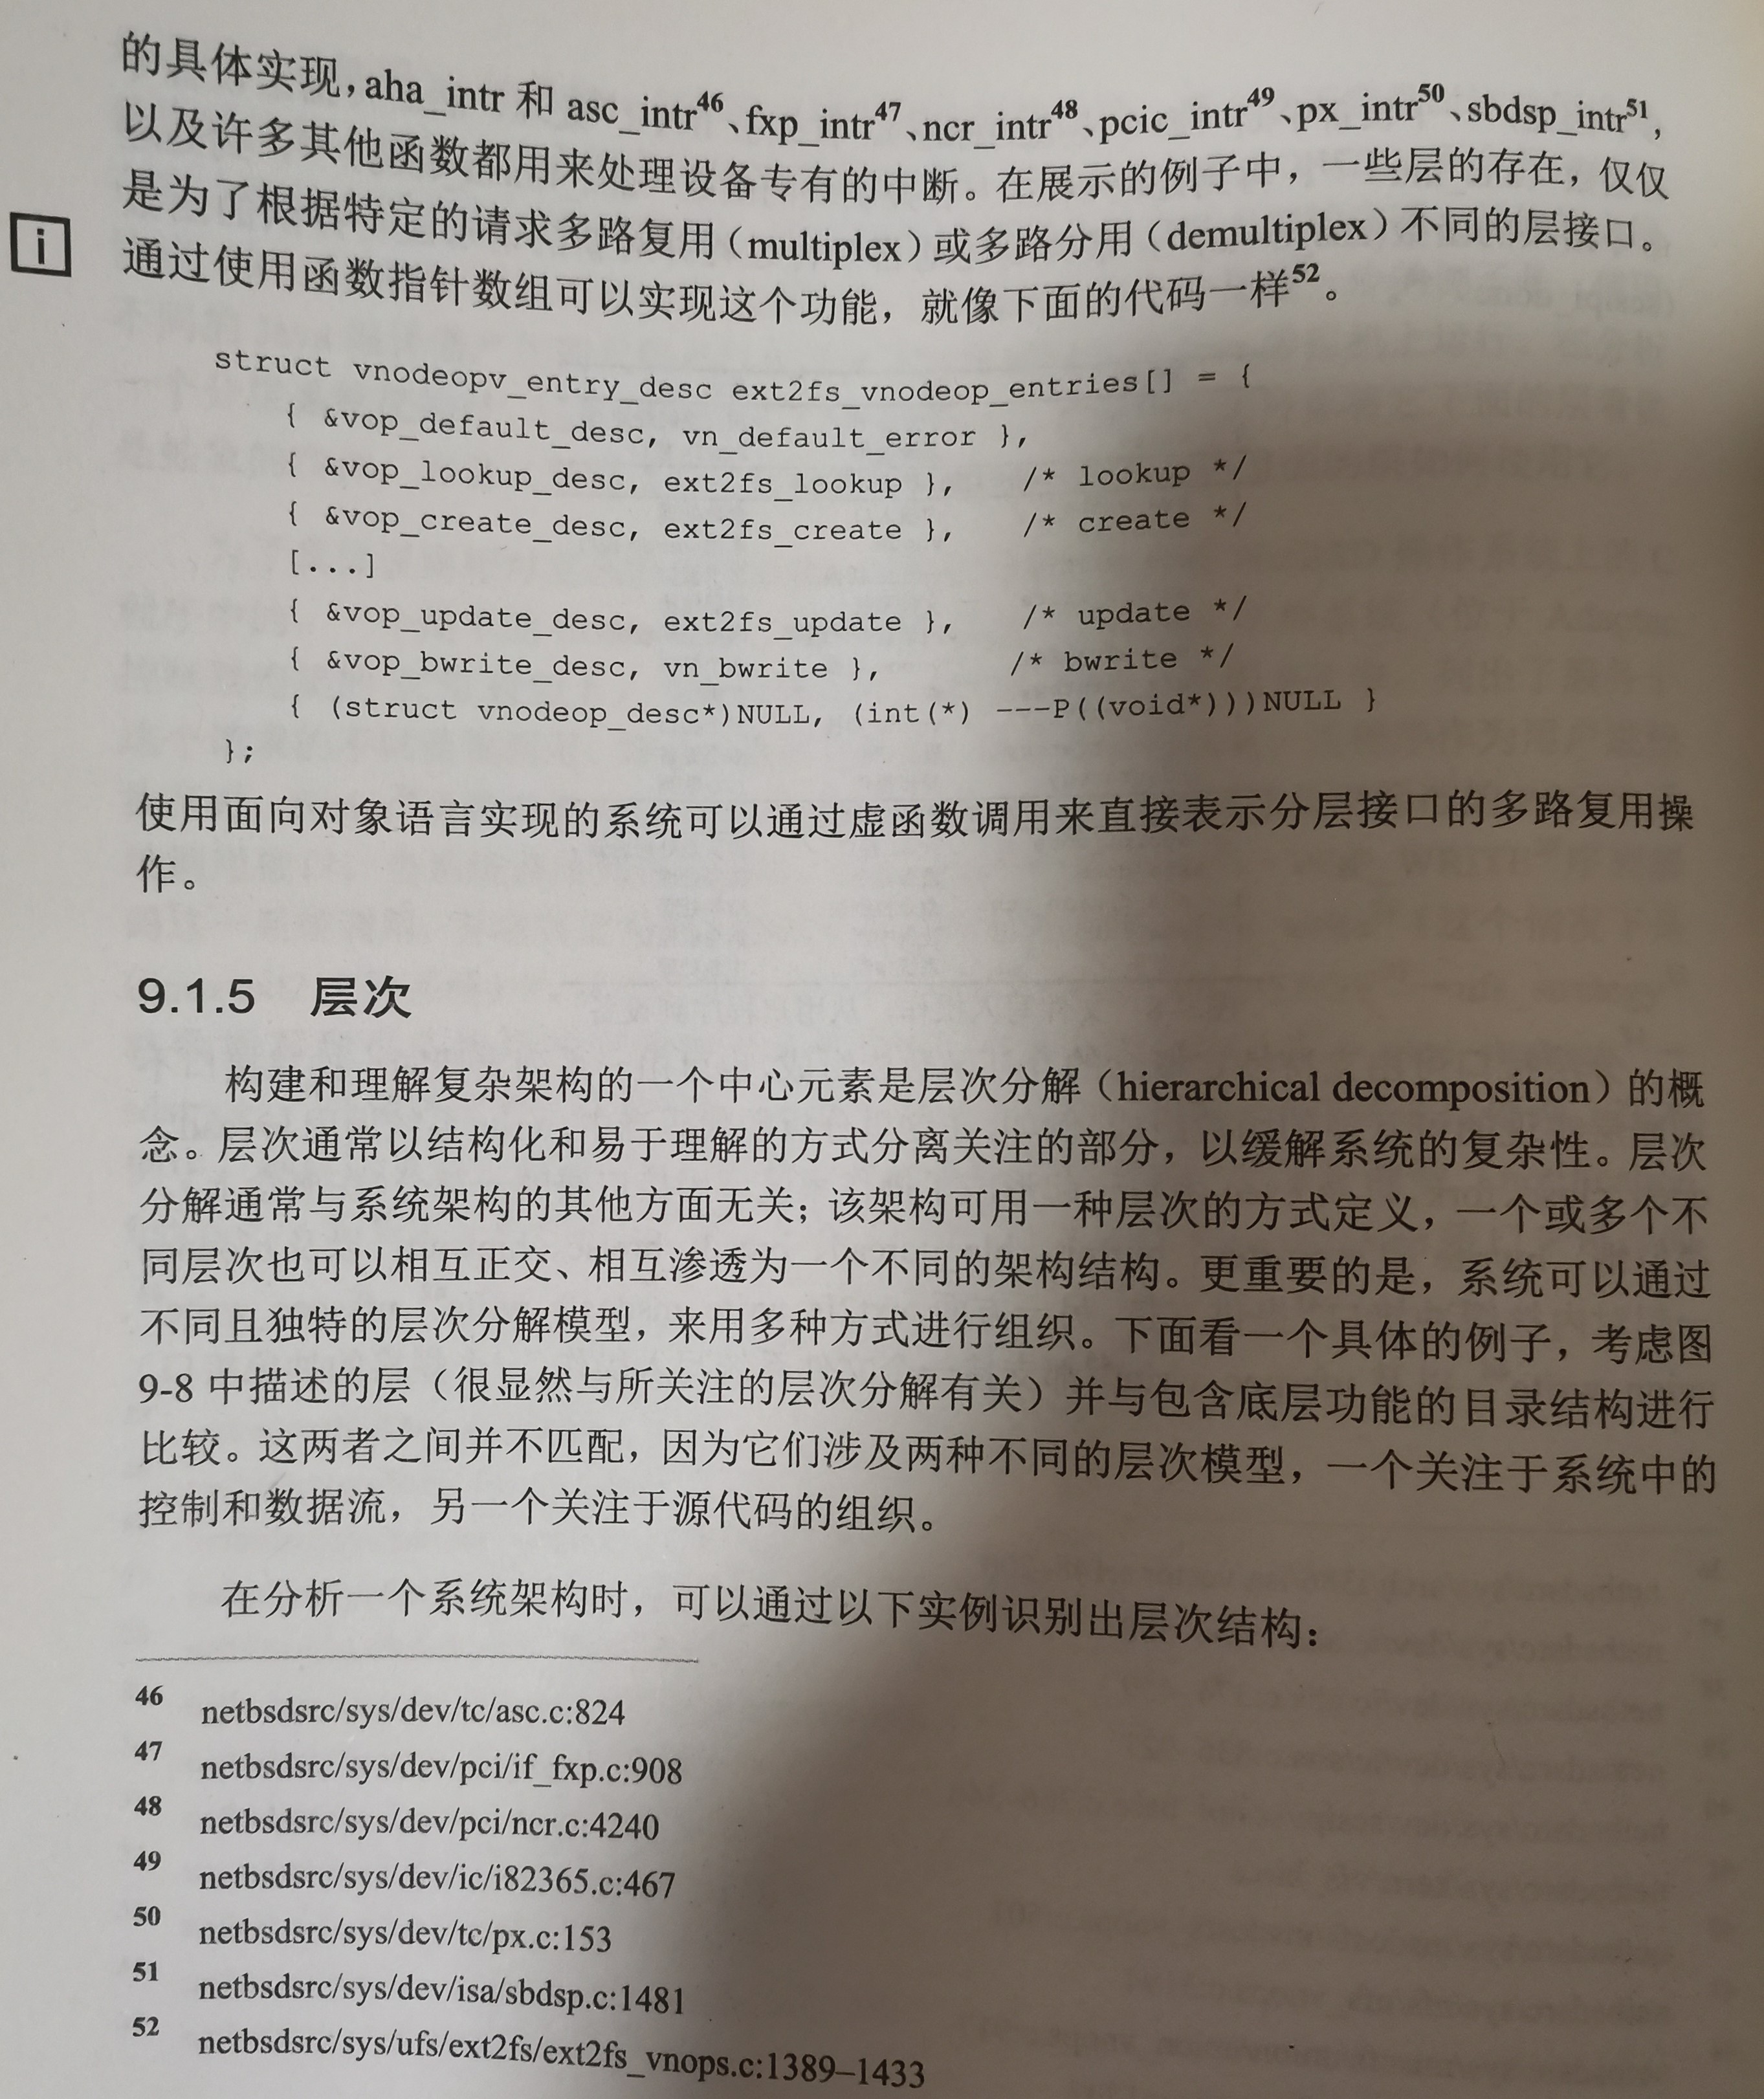 的具体实现，aha_intr 和 asc_intr46、fxp_intr47、ncr_intr48、pcic_intr49、px_intr50、sbdsp_intr51，
以及许多其他函数都用来处理设备专有的中断。在展示的例子中，一些层的存在，仅仅
是为了根据特定的请求多路复用（multiplex）或多路分用（demultiplex）不同的层接口。
i
通过使用函数指针数组可以实现这个功能，就像下面的代码一样52。
struct vnodeopv_entry_desc ext2fs_vnodeop_entries[] = {
{ &vop_default_desc, vn_default_error },
{ &vop_lookup_desc, ext2fs_lookup },    /* lookup */
{ &vop_create_desc, ext2fs_create },    /* create */
[...]
{ &vop_update_desc, ext2fs_update },    /* update */
{ &vop_bwrite_desc, vn_bwrite },    /* bwrite */
{ (struct vnodeop_desc*)NULL, (int(*) ---P((void*)))NULL }
};
使用面向对象语言实现的系统可以通过虚函数调用来直接表示分层接口的多路复用操
作。
9.1.5 层次
构建和理解复杂架构的一个中心元素是层次分解（hierarchical decomposition）的概
念。层次通常以结构化和易于理解的方式分离关注的部分，以缓解系统的复杂性。层次
分解通常与系统架构的其他方面无关；该架构可用一种层次的方式定义，一个或多个不
同层次也可以相互正交、相互渗透为一个不同的架构结构。更重要的是，系统可以通过
不同且独特的层次分解模型，来用多种方式进行组织。下面看一个具体的例子，考虑图
9-8 中描述的层（很显然与所关注的层次分解有关）并与包含底层功能的目录结构进行
比较。这两者之间并不匹配，因为它们涉及两种不同的层次模型，一个关注于系统中的
控制和数据流，另一个关注于源代码的组织。
在分析一个系统架构时，可以通过以下实例识别出层次结构：
46 netbsdsrc/sys/dev/tc/asc.c:824
47 netbsdsrc/sys/dev/pci/if_fxp.c:908
48 netbsdsrc/sys/dev/pci/ncr.c:4240
49 netbsdsrc/sys/dev/ic/i82365.c:467
50 netbsdsrc/sys/dev/tc/px.c:153
51 netbsdsrc/sys/dev/isa/sbdsp.c:1481
52 netbsdsrc/sys/ufs/ext2fs/ext2fs_vnops.c:1389–1433